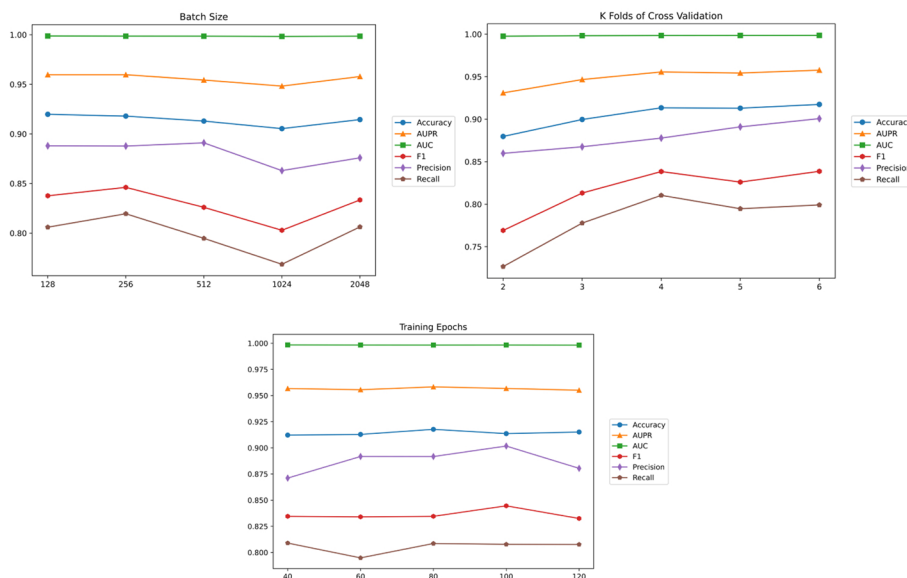 Batch Size
1.00
0.95
0.90
0.85
0.80
128 256 512 1024 2048
Accuracy
AUPR
AUC
F1
Precision
Recall
K Folds of Cross Validation
1.00
0.95
0.90
0.85
0.80
0.75
2 3 4 5 6
Accurac
AUPR
AUC
F1
Precision
Recall
Training Epochs
1.000
0.975
0.950
0.925
0.900
0.875
0.850
0.825
0.800
40 60 80 100 120
Accuracy
AUPR
AUC
F1
Precision
Recall